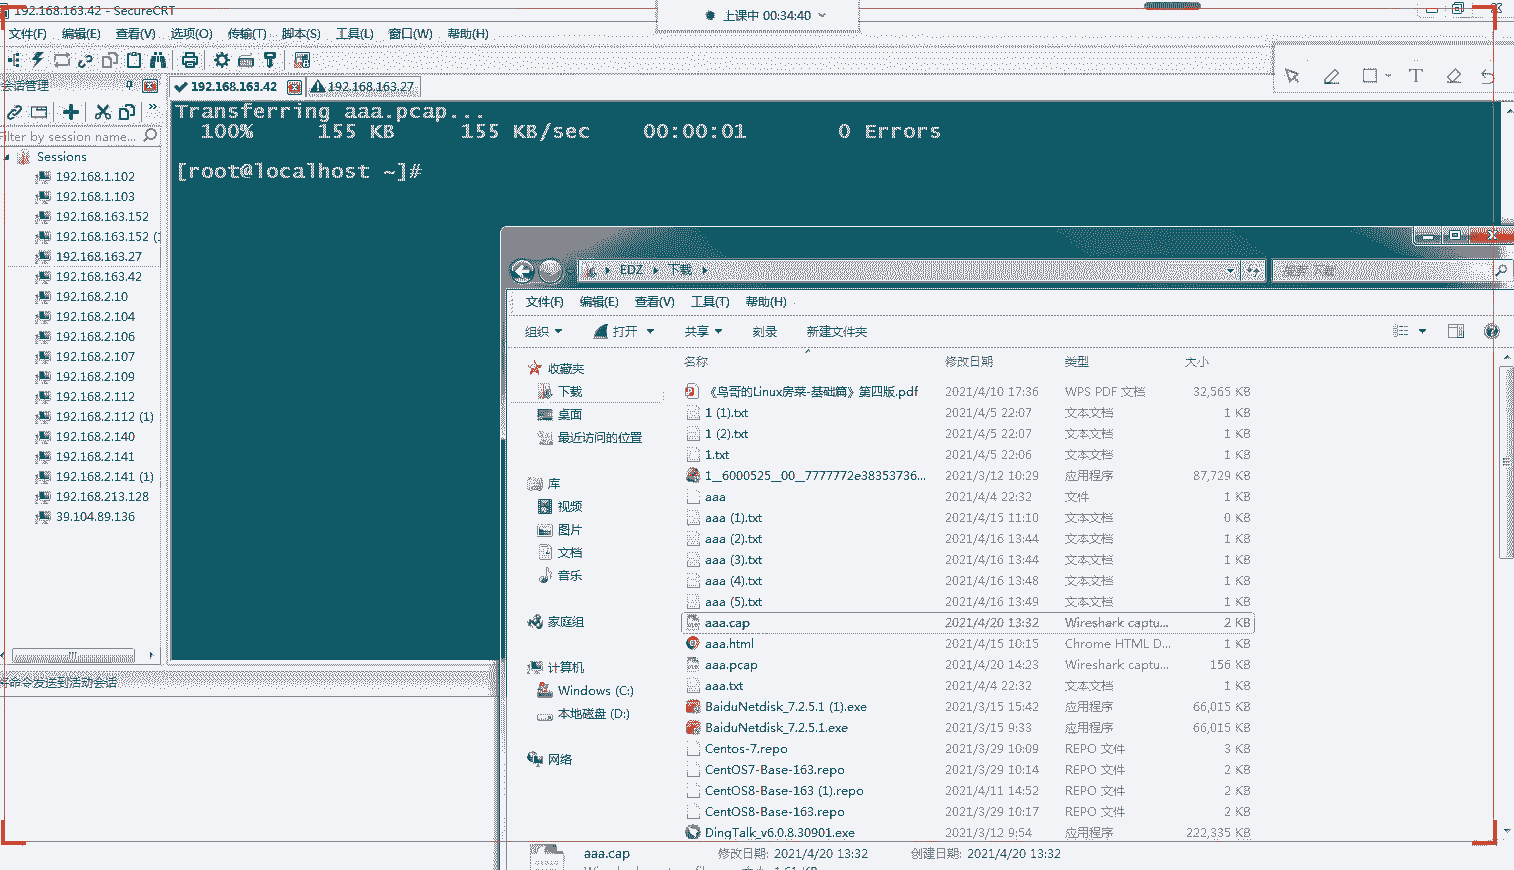 192.168.163.42 - SecureCRT
上课中 00:34:40
文件(F) 编辑(E) 查看(V) 选项(O) 传输(T) 脚本(S) 工具(L) 窗口(W) 帮助(H)
会话管理
192.168.163.42 192.168.163.27
Filter by session name...
Sessions
192.168.1.102
192.168.1.103
192.168.163.152
192.168.163.152 (1
192.168.163.27
192.168.163.42
192.168.2.10
192.168.2.104
192.168.2.106
192.168.2.107
192.168.2.109
192.168.2.112
192.168.2.112 (1)
192.168.2.140
192.168.2.141
192.168.2.141 (1)
192.168.213.128
39.104.89.136
将命令发送到活动会话
Transferring aaa.pcap...
100% 155 KB 155 KB/sec 00:00:01 0 Errors
[root@localhost ~]#
EDZ 下载 搜索 下载
文件(F) 编辑(E) 查看(V) 工具(T) 帮助(H)
组织 打开 共享 刻录 新建文件夹
收藏夹
下载
桌面
最近访问的位置
库
视频
图片
文档
音乐
家庭组
计算机
Windows (C:)
本地磁盘 (D:)
网络
名称 修改日期 类型 大小
《鸟哥的Linux房菜-基础篇》第四版.pdf 2021/4/10 17:36 WPS PDF 文档 32,565 KB
1 (1).txt 2021/4/5 22:07 文本文档 1 KB
1 (2).txt 2021/4/5 22:07 文本文档 1 KB
1.txt 2021/4/5 22:06 文本文档 1 KB
1__6000525__00__7777772e38353736... 2021/3/12 10:29 应用程序 87,729 KB
aaa 2021/4/4 22:32 文件 1 KB
aaa (1).txt 2021/4/15 11:10 文本文档 0 KB
aaa (2).txt 2021/4/16 13:44 文本文档 1 KB
aaa (3).txt 2021/4/16 13:44 文本文档 1 KB
aaa (4).txt 2021/4/16 13:48 文本文档 1 KB
aaa (5).txt 2021/4/16 13:49 文本文档 1 KB
aaa.cap 2021/4/20 13:32 Wireshark captu... 2 KB
aaa.html 2021/4/15 10:15 Chrome HTML D... 1 KB
aaa.pcap 2021/4/20 14:23 Wireshark captu... 156 KB
aaa.txt 2021/4/4 22:32 文本文档 1 KB
BaiduNetdisk_7.2.5.1 (1).exe 2021/3/15 15:42 应用程序 66,015 KB
BaiduNetdisk_7.2.5.1.exe 2021/3/15 9:33 应用程序 66,015 KB
Centos-7.repo 2021/3/29 10:09 REPO 文件 3 KB
CentOS7-Base-163.repo 2021/3/29 10:14 REPO 文件 2 KB
CentOS8-Base-163 (1).repo 2021/4/11 14:52 REPO 文件 2 KB
CentOS8-Base-163.repo 2021/3/29 10:17 REPO 文件 2 KB
DingTalk_v6.0.8.30901.exe 2021/3/12 9:54 应用程序 222,335 KB
aaa.cap 修改日期: 2021/4/20 13:32 创建日期: 2021/4/20 13:32